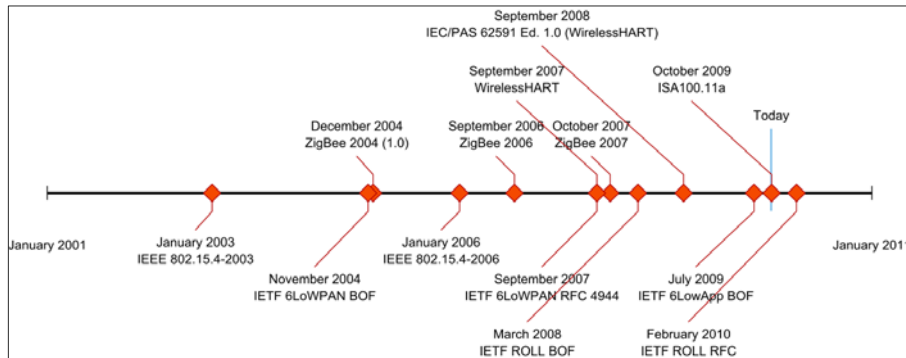 September 2008
IEC/PAS 62591 Ed. 1.0 (WirelessHART)
September 2007
WirelessHART
October 2009
ISA100.11a
Today
December 2004
ZigBee 2004 (1.0)
September 2006
ZigBee 2006
October 2007
ZigBee 2007
January 2001
January 2003
IEEE 802.15.4-2003
January 2006
IEEE 802.15.4-2006
January 2011
November 2004
IETF 6LoWPAN BOF
September 2007
IETF 6LoWPAN RFC 4944
July 2009
IETF 6LowApp BOF
March 2008
IETF ROLL BOF
February 2010
IETF ROLL RFC